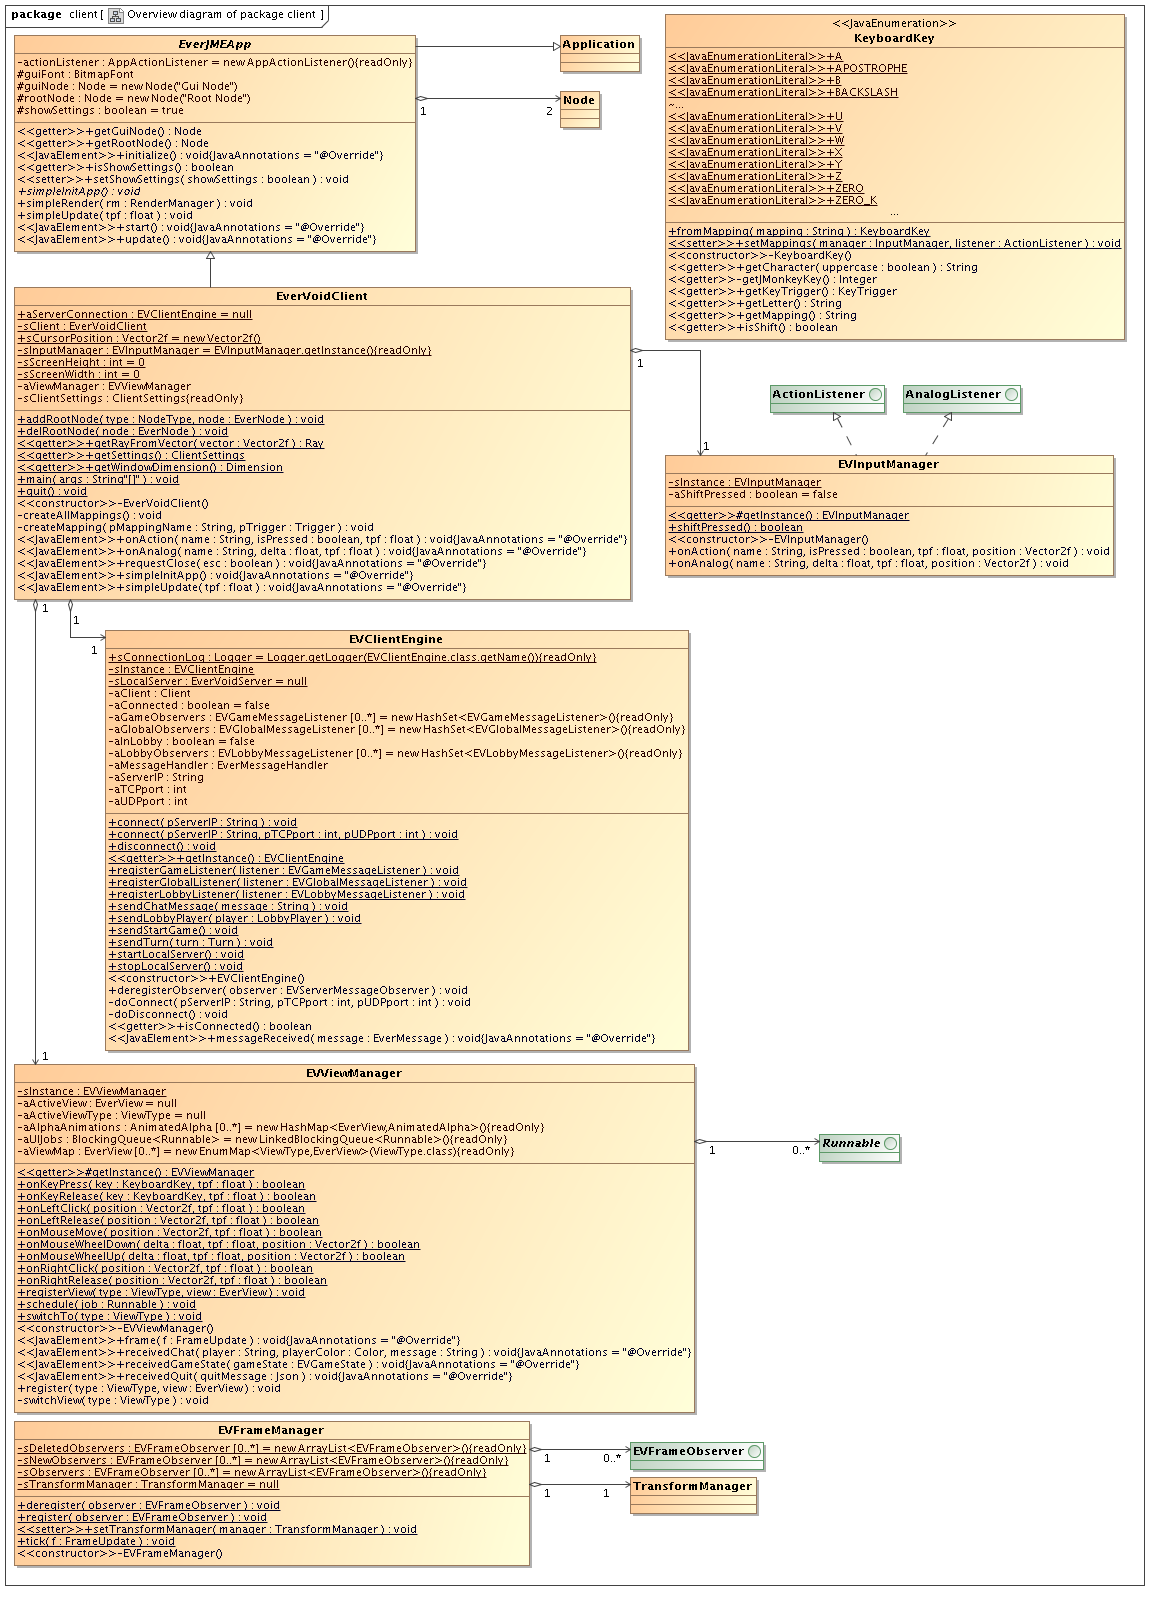 package client [ Overview diagram of package client ]
EverJMEApp
-actionListener : AppActionListener = new AppActionListener(){readOnly}
#guiFont : BitmapFont
#guiNode : Node = new Node("Gui Node")
#rootNode : Node = new Node("Root Node")
#showSettings : boolean = true
<<getter>>+getGuiNode() : Node
<<getter>>+getRootNode() : Node
<<JavaElement>>+initialize() : void{JavaAnnotations = "@Override"}
<<getter>>+isShowSettings() : boolean
<<setter>>+setShowSettings( showSettings : boolean ) : void
+simpleInitApp() : void
+simpleRender( rm : RenderManager ) : void
+simpleUpdate( tpf : float ) : void
<<JavaElement>>+start() : void{JavaAnnotations = "@Override"}
<<JavaElement>>+update() : void{JavaAnnotations = "@Override"}
Application
Node
1
2
<<JavaEnumeration>>
KeyboardKey
<<JavaEnumerationLiteral>>+A
<<JavaEnumerationLiteral>>+APOSTROPHE
<<JavaEnumerationLiteral>>+B
<<JavaEnumerationLiteral>>+BACKSLASH
~...
<<JavaEnumerationLiteral>>+U
<<JavaEnumerationLiteral>>+V
<<JavaEnumerationLiteral>>+W
<<JavaEnumerationLiteral>>+X
<<JavaEnumerationLiteral>>+Y
<<JavaEnumerationLiteral>>+Z
<<JavaEnumerationLiteral>>+ZERO
<<JavaEnumerationLiteral>>+ZERO_K
...
+fromMapping( mapping : String ) : KeyboardKey
<<setter>>+setMappings( manager : InputManager, listener : ActionListener ) : void
<<constructor>>-KeyboardKey()
<<getter>>+getCharacter( uppercase : boolean ) : String
<<getter>>-getJMonkeyKey() : Integer
<<getter>>+getKeyTrigger() : KeyTrigger
<<getter>>+getLetter() : String
<<getter>>+getMapping() : String
<<getter>>+isShift() : boolean
EverVoidClient
+aServerConnection : EVClientEngine = null
-sClient : EverVoidClient
+sCursorPosition : Vector2f = new Vector2f()
-sInputManager : EVInputManager = EVInputManager.getInstance(){readOnly}
-sScreenHeight : int = 0
-sScreenWidth : int = 0
-aViewManager : EVViewManager
-sClientSettings : ClientSettings{readOnly}
+addRootNode( type : NodeType, node : EverNode ) : void
+delRootNode( node : EverNode ) : void
<<getter>>+getRayFromVector( vector : Vector2f ) : Ray
<<getter>>+getSettings() : ClientSettings
<<getter>>+getWindowDimension() : Dimension
+main( args : String"[]" ) : void
+quit() : void
<<constructor>>-EverVoidClient()
-createAllMappings() : void
-createMapping( pMappingName : String, pTrigger : Trigger ) : void
<<JavaElement>>+onAction( name : String, isPressed : boolean, tpf : float ) : void{JavaAnnotations = "@Override"}
<<JavaElement>>+onAnalog( name : String, delta : float, tpf : float ) : void{JavaAnnotations = "@Override"}
<<JavaElement>>+requestClose( esc : boolean ) : void{JavaAnnotations = "@Override"}
<<JavaElement>>+simpleInitApp() : void{JavaAnnotations = "@Override"}
<<JavaElement>>+simpleUpdate( tpf : float ) : void{JavaAnnotations = "@Override"}
1
1
ActionListener
AnalogListener
EVInputManager
-sInstance : EVInputManager
-aShiftPressed : boolean = false
<<getter>>#getInstance() : EVInputManager
+shiftPressed() : boolean
<<constructor>>-EVInputManager()
+onAction( name : String, isPressed : boolean, tpf : float, position : Vector2f ) : void
+onAnalog( name : String, delta : float, tpf : float, position : Vector2f ) : void
1
1
1
EVClientEngine
+sConnectionLog : Logger = Logger.getLogger(EVClientEngine.class.getName()){readOnly}
-sInstance : EVClientEngine
-sLocalServer : EverVoidServer = null
-aClient : Client
-aConnected : boolean = false
-aGameObservers : EVGameMessageListener [0..*] = new HashSet<EVGameMessageListener>(){readOnly}
-aGlobalObservers : EVGlobalMessageListener [0..*] = new HashSet<EVGlobalMessageListener>(){readOnly}
-aInLobby : boolean = false
-aLobbyObservers : EVLobbyMessageListener [0..*] = new HashSet<EVLobbyMessageListener>(){readOnly}
-aMessageHandler : EverMessageHandler
-aServerIP : String
-aTCPport : int
-aUDPport : int
+connect( pServerIP : String ) : void
+connect( pServerIP : String, pTCPport : int, pUDPport : int ) : void
+disconnect() : void
<<getter>>+getInstance() : EVClientEngine
+registerGameListener( listener : EVGameMessageListener ) : void
+registerGlobalListener( listener : EVGlobalMessageListener ) : void
+registerLobbyListener( listener : EVLobbyMessageListener ) : void
+sendChatMessage( message : String ) : void
+sendLobbyPlayer( player : LobbyPlayer ) : void
+sendStartGame() : void
+sendTurn( turn : Turn ) : void
+startLocalServer() : void
+stopLocalServer() : void
<<constructor>>+EVClientEngine()
+deregisterObserver( observer : EVServerMessageObserver ) : void
-doConnect( pServerIP : String, pTCPport : int, pUDPport : int ) : void
-doDisconnect() : void
<<getter>>+isConnected() : boolean
<<JavaElement>>+messageReceived( message : EverMessage ) : void{JavaAnnotations = "@Override"}
1
EVViewManager
-sInstance : EVViewManager
-aActiveView : EverView = null
-aActiveViewType : ViewType = null
-aAlphaAnimations : AnimatedAlpha [0..*] = new HashMap<EverView,AnimatedAlpha>(){readOnly}
-aUIJobs : BlockingQueue<Runnable> = new LinkedBlockingQueue<Runnable>(){readOnly}
-aViewMap : EverView [0..*] = new EnumMap<ViewType,EverView>(ViewType.class){readOnly}
<<getter>>#getInstance() : EVViewManager
+onKeyPress( key : KeyboardKey, tpf : float ) : boolean
+onKeyRelease( key : KeyboardKey, tpf : float ) : boolean
+onLeftClick( position : Vector2f, tpf : float ) : boolean
+onLeftRelease( position : Vector2f, tpf : float ) : boolean
+onMouseMove( position : Vector2f, tpf : float ) : boolean
+onMouseWheelDown( delta : float, tpf : float, position : Vector2f ) : boolean
+onMouseWheelUp( delta : float, tpf : float, position : Vector2f ) : boolean
+onRightClick( position : Vector2f, tpf : float ) : boolean
+onRightRelease( position : Vector2f, tpf : float ) : boolean
+registerView( type : ViewType, view : EverView ) : void
+schedule( job : Runnable ) : void
+switchTo( type : ViewType ) : void
<<constructor>>-EVViewManager()
<<JavaElement>>+frame( f : FrameUpdate ) : void{JavaAnnotations = "@Override"}
<<JavaElement>>+receivedChat( player : String, playerColor : Color, message : String ) : void{JavaAnnotations = "@Override"}
<<JavaElement>>+receivedGameState( gameState : EVGameState ) : void{JavaAnnotations = "@Override"}
<<JavaElement>>+receivedQuit( quitMessage : Json ) : void{JavaAnnotations = "@Override"}
+register( type : ViewType, view : EverView ) : void
-switchView( type : ViewType ) : void
1
0..*
Runnable
EVFrameManager
-sDeletedObservers : EVFrameObserver [0..*] = new ArrayList<EVFrameObserver>(){readOnly}
-sNewObservers : EVFrameObserver [0..*] = new ArrayList<EVFrameObserver>(){readOnly}
-sObservers : EVFrameObserver [0..*] = new ArrayList<EVFrameObserver>(){readOnly}
-sTransformManager : TransformManager = null
+deregister( observer : EVFrameObserver ) : void
+register( observer : EVFrameObserver ) : void
<<setter>>+setTransformManager( manager : TransformManager ) : void
+tick( f : FrameUpdate ) : void
<<constructor>>-EVFrameManager()
1
0..*
EVFrameObserver
1
1
TransformManager